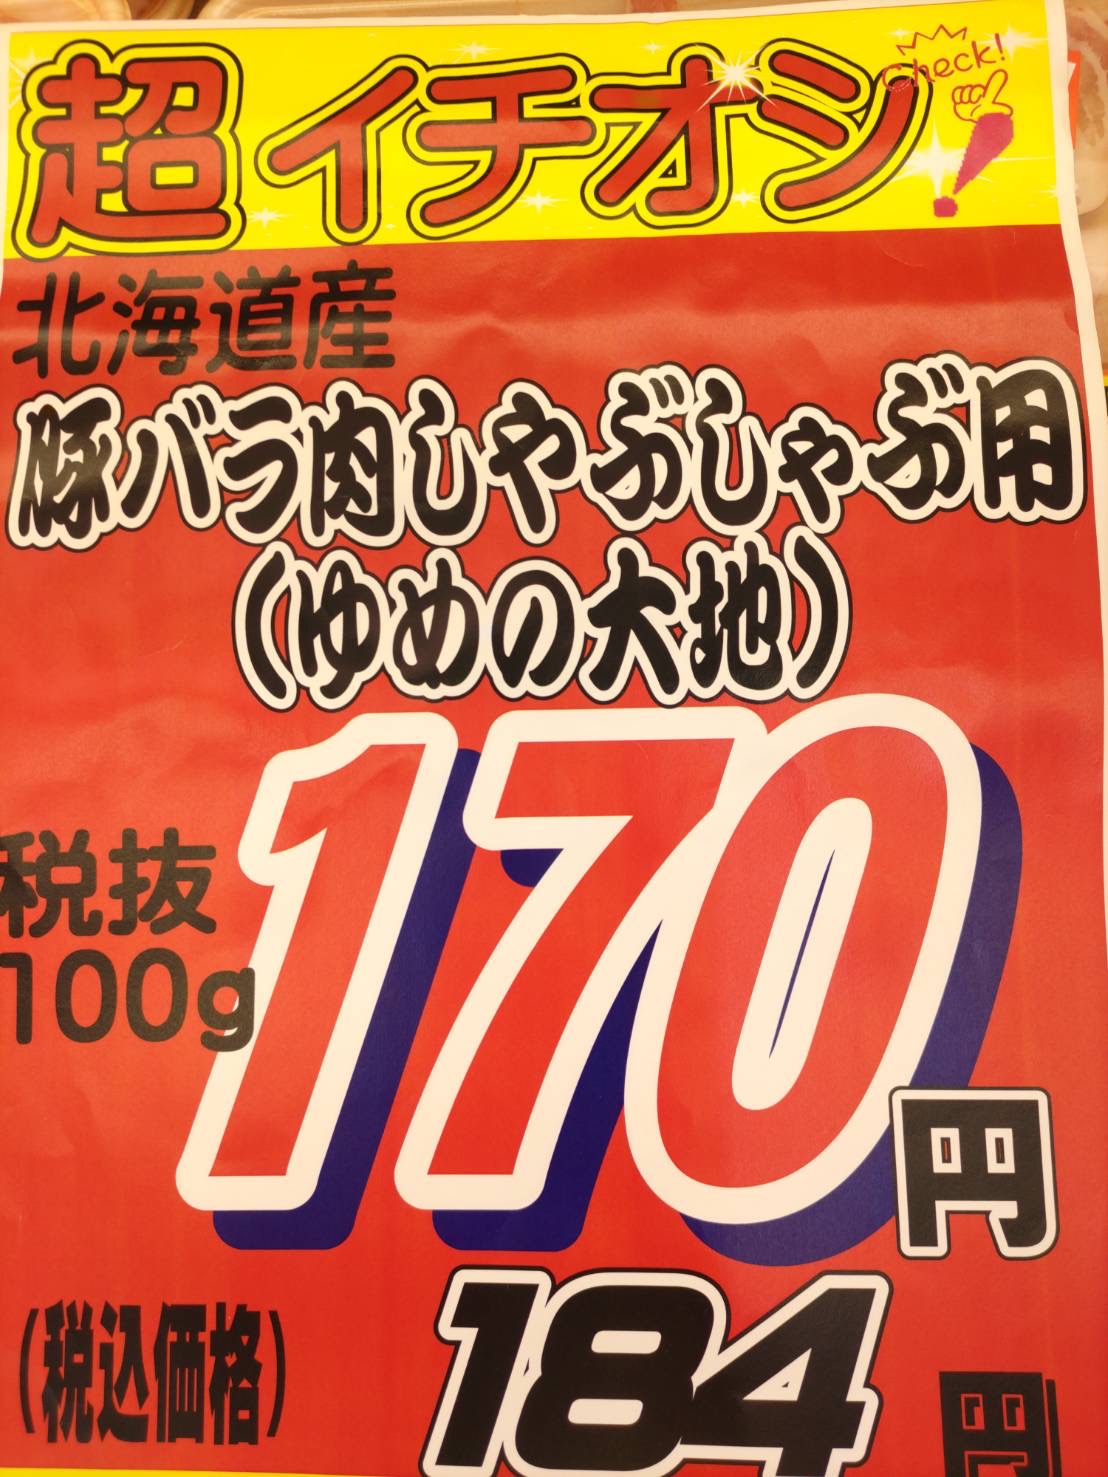 超イチオシ
Check!
北海道産
豚バラ肉しゃぶしゃぶ用
(ゆめの大地)
税抜
100g
170円
(税込価格)
184円